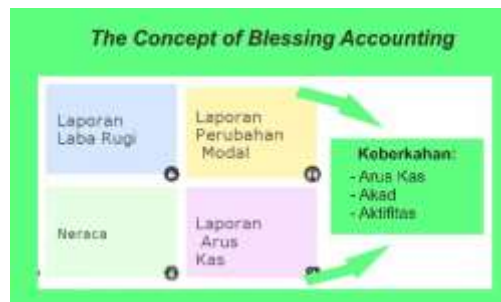 The Concept of Blessing Accounting
Laporan
Laba Rugi
Laporan
Perubahan
Modal
Neraca
Laporan
Arus
Kas
Keberkahan:
- Arus Kas
- Akad
- Aktifitas